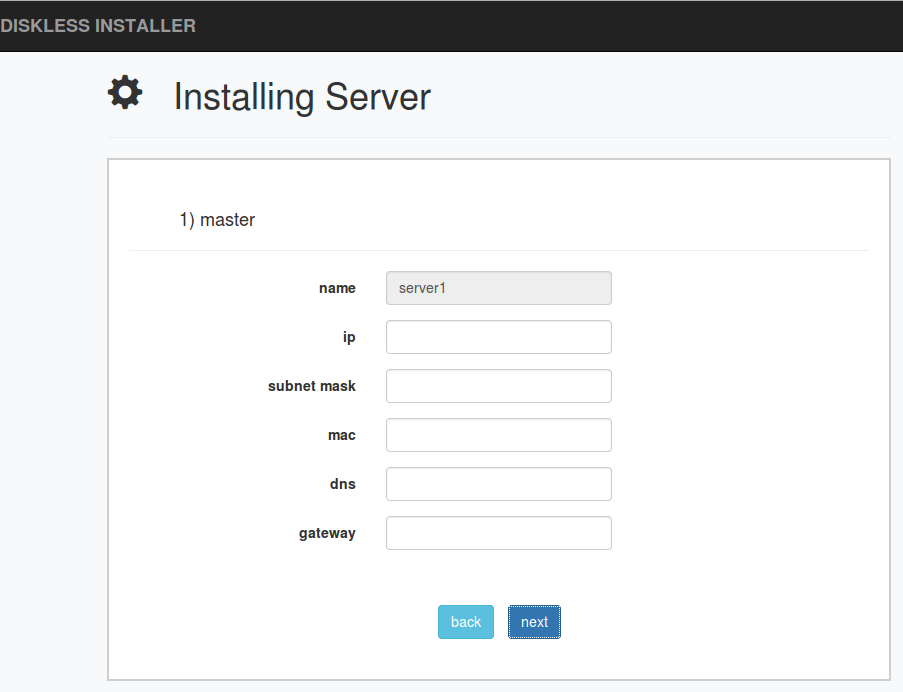 DISKLESS INSTALLER
Installing Server
1) master
name server1
ip
subnet mask
mac
dns
gateway
back next